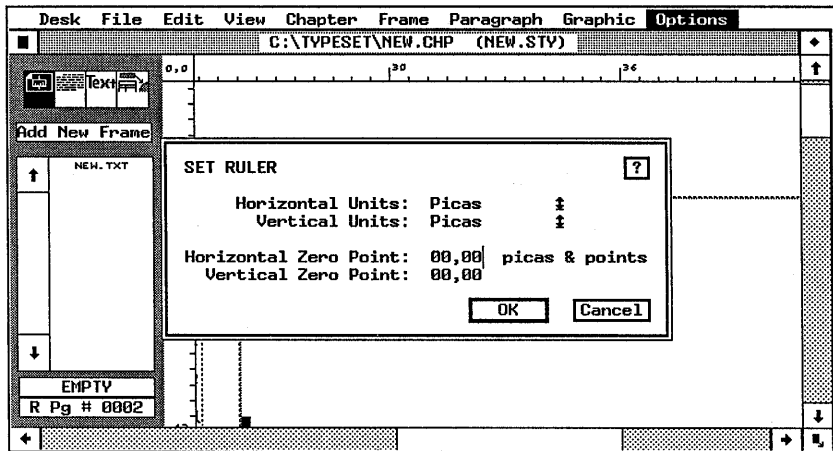 Desk File Edit View Chapter Frame Paragraph Graphic Options
C:\TYPESET\NEW.CHP (NEW.STY)
0,0 30 36
Text
Add New Frame
NEW.TXT
SET RULER ?
Horizontal Units: Picas
Vertical Units: Picas
Horizontal Zero Point: 00,00 picas & points
Vertical Zero Point: 00,00
OK Cancel
EMPTY
R Pg # 0002